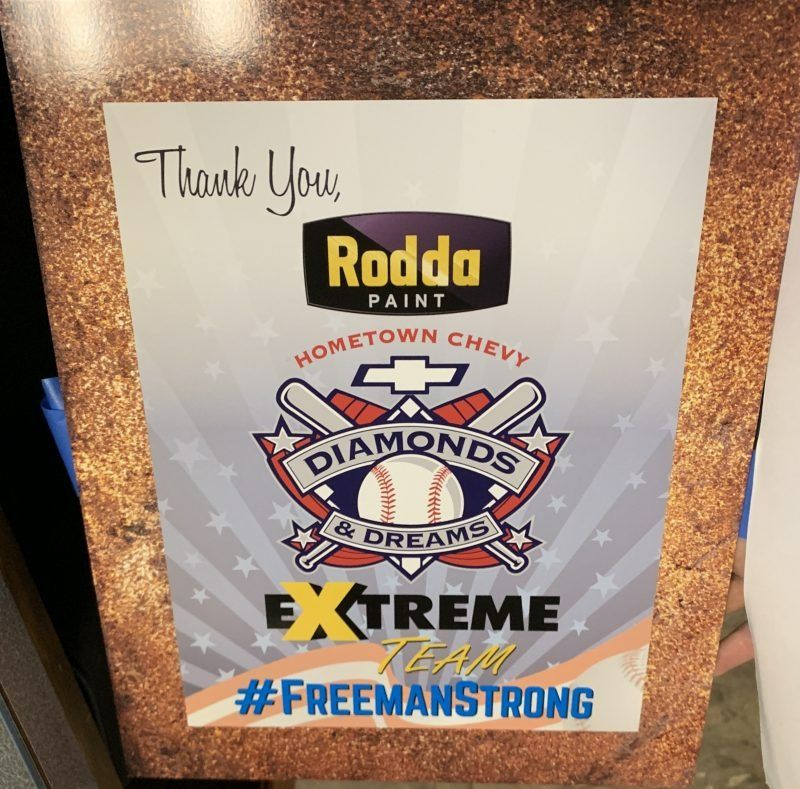 Thank You,
Rodda
PAINT
HOMETOWN CHEVY
DIAMONDS
& DREAMS
EXTREME
TEAM
#FREEMANSTRONG